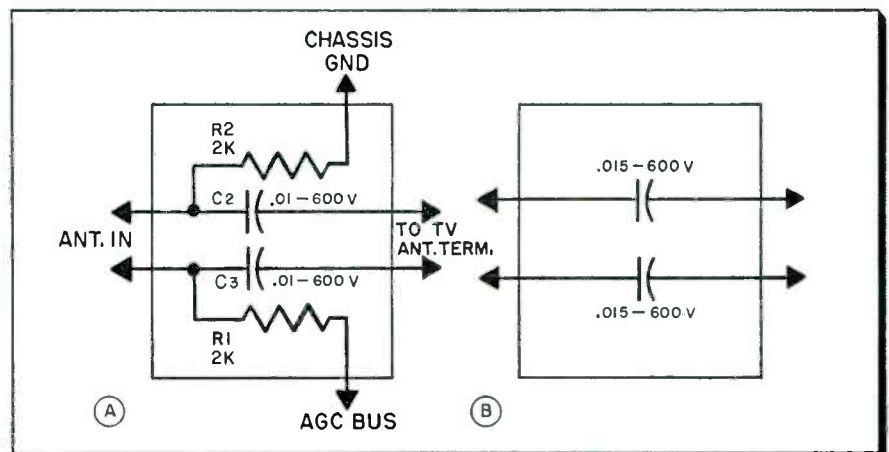 CHASSIS
GND
R2
2K
C2 .01-600 V
ANT. IN
TO TV
ANT. TERM.
C3 .01-600 V
R1
2K
A
AGC BUS
.015-600 V
.015-600 V
B